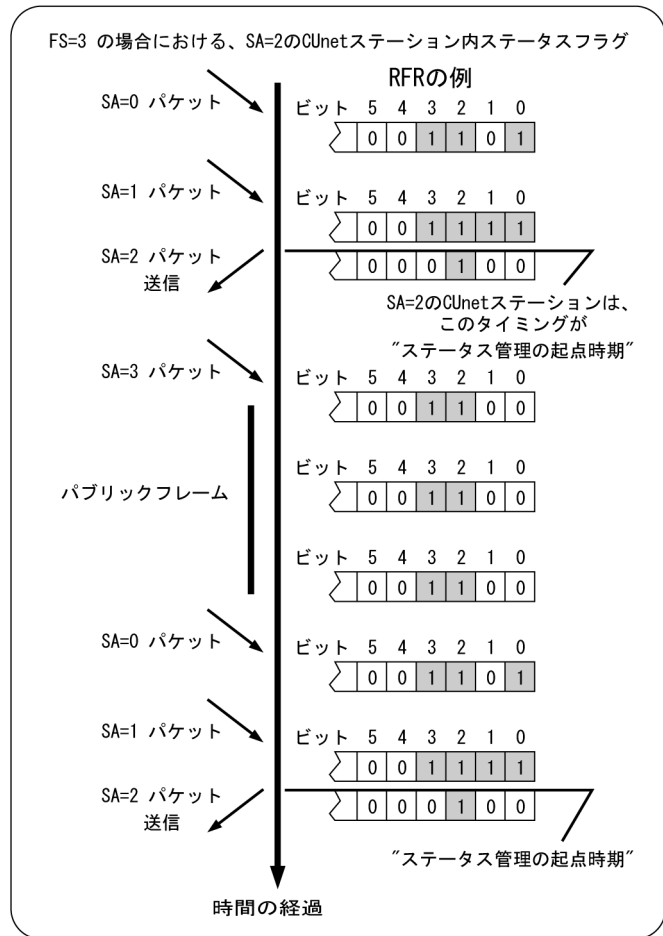 FS=3 の場合における、SA=2のCUnetステーション内ステータスフラグ
RFRの例
SA=0 パケット
ビット 5 4 3 2 1 0
0 0 1 1 0 1
SA=1 パケット
ビット 5 4 3 2 1 0
0 0 1 1 1 1
SA=2 パケット
送信
0 0 0 1 0 0
SA=2のCUnetステーションは、
このタイミングが
"ステータス管理の起点時期"
SA=3 パケット
ビット 5 4 3 2 1 0
0 0 1 1 0 0
パブリックフレーム
ビット 5 4 3 2 1 0
0 0 1 1 0 0
ビット 5 4 3 2 1 0
0 0 1 1 0 0
SA=0 パケット
ビット 5 4 3 2 1 0
0 0 1 1 0 1
SA=1 パケット
ビット 5 4 3 2 1 0
0 0 1 1 1 1
SA=2 パケット
送信
0 0 0 1 0 0
"ステータス管理の起点時期"
時間の経過